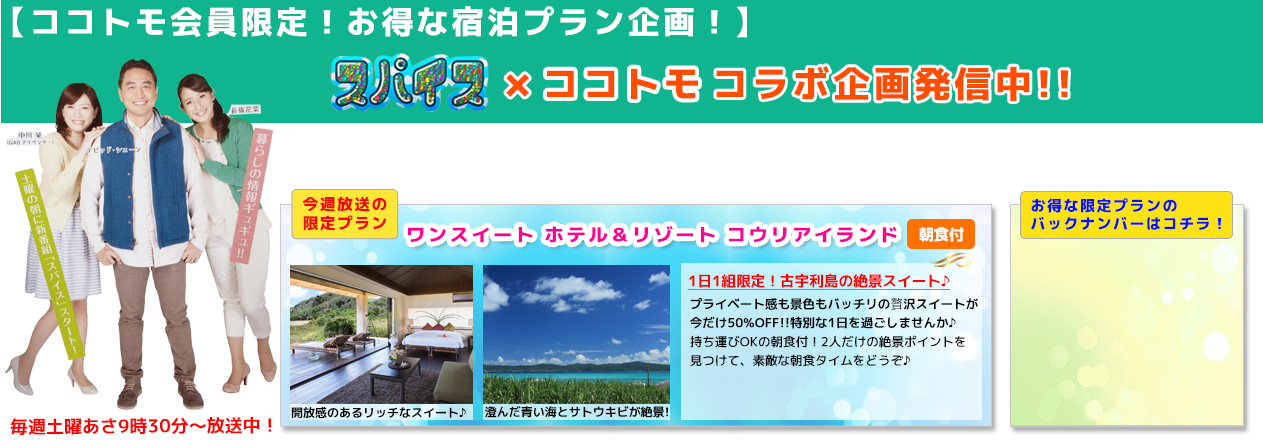 【ココトモ会員限定！お得な宿泊プラン企画！】
スパイス×ココトモ コラボ企画発信中!!
長嶺花菜
中川 栞
(QABアナウンサー)
デビッド・シェーン
暮らしの情報ギュギュ!!
土曜の朝に新番組「スパイス」スタート！
毎週土曜あさ9時30分～放送中！
今週放送の
限定プラン
ワンスイート ホテル＆リゾート コウリアイランド
朝食付
開放感のあるリッチなスイート♪
澄んだ青い海とサトウキビが絶景!
1日1組限定！古宇利島の絶景スイート♪
プライベート感も景色もバッチリの贅沢スイートが
今だけ50%OFF!!特別な1日を過ごしませんか♪
持ち運びOKの朝食付！2人だけの絶景ポイントを
見つけて、素敵な朝食タイムをどうぞ♪
お得な限定プランの
バックナンバーはコチラ！